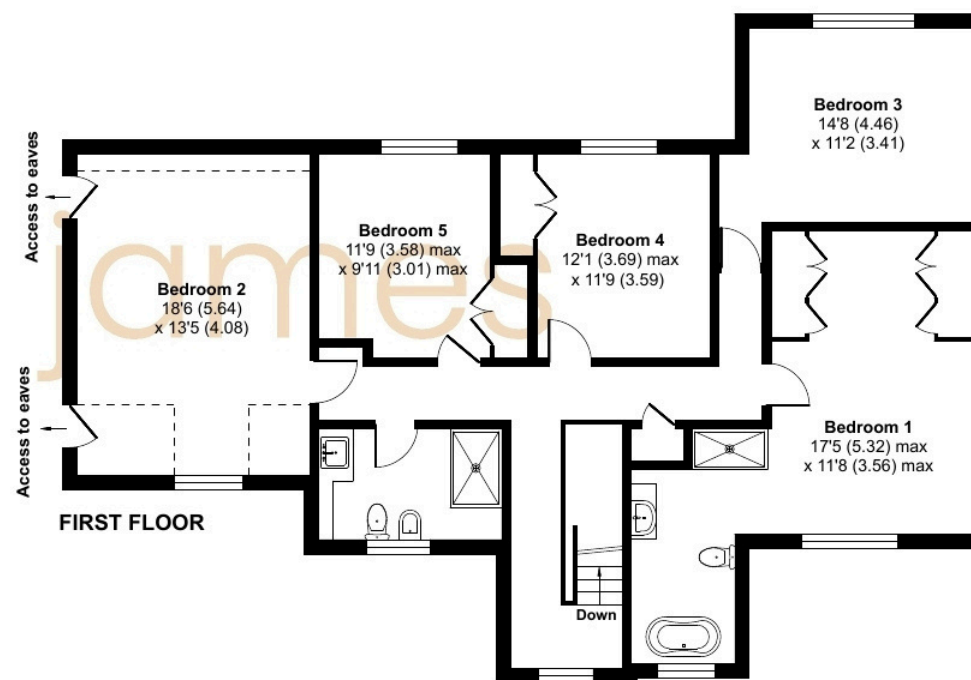 Bedroom 3
14'8 (4.46)
x 11'2 (3.41)
Access to eaves
Bedroom 5
11'9 (3.58) max
x 9'11 (3.01) max
Bedroom 4
12'1 (3.69) max
x 11'9 (3.59)
james
Bedroom 2
18'6 (5.64)
x 13'5 (4.08)
Access to eaves
Bedroom 1
17'5 (5.32) max
x 11'8 (3.56) max
FIRST FLOOR
Down